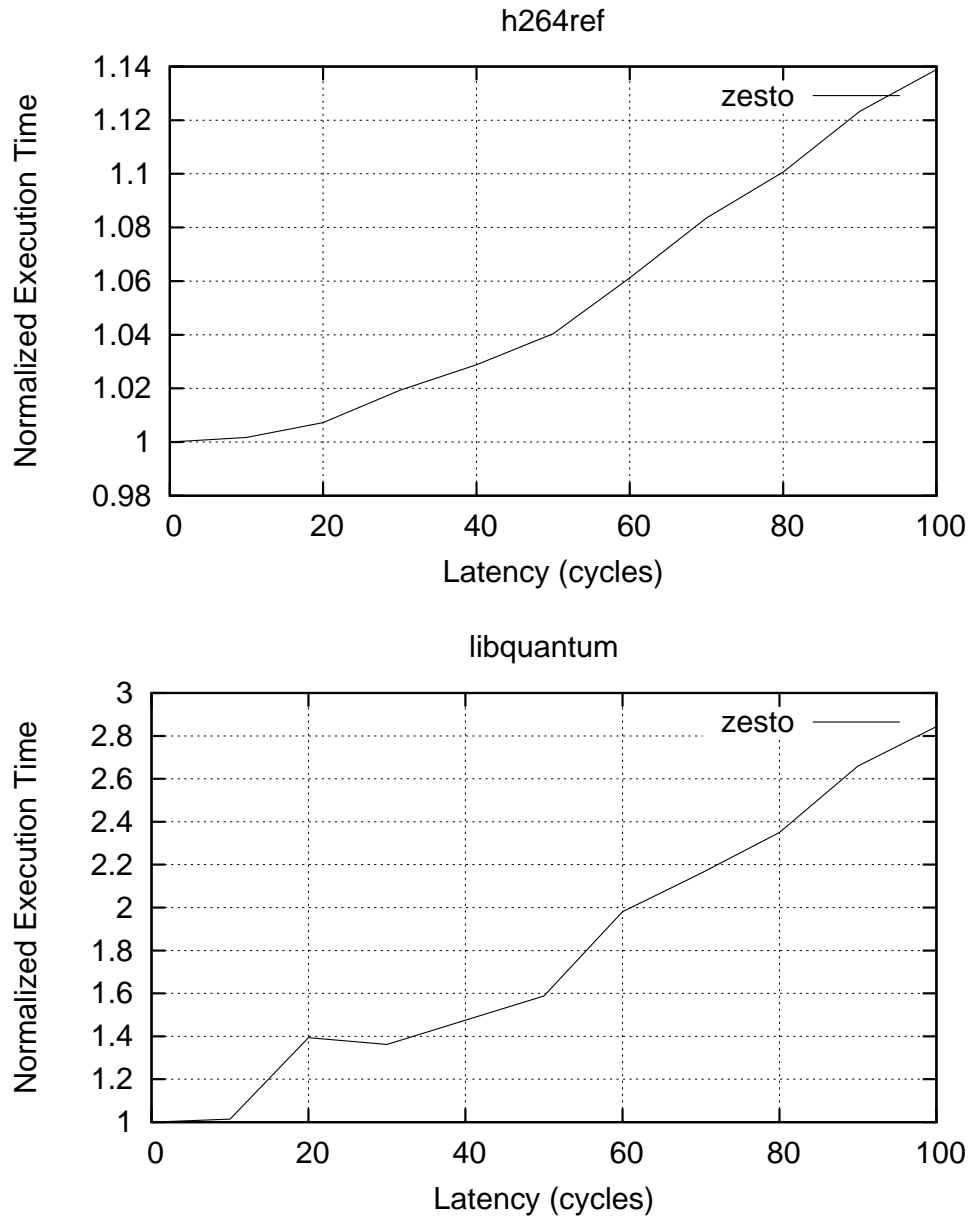 h264ref
Normalized Execution Time
1.14
1.12
1.1
1.08
1.06
1.04
1.02
1
0.98
zesto
0 20 40 60 80 100
Latency (cycles)
libquantum
Normalized Execution Time
3
2.8
2.6
2.4
2.2
2
1.8
1.6
1.4
1.2
1
zesto
0 20 40 60 80 100
Latency (cycles)